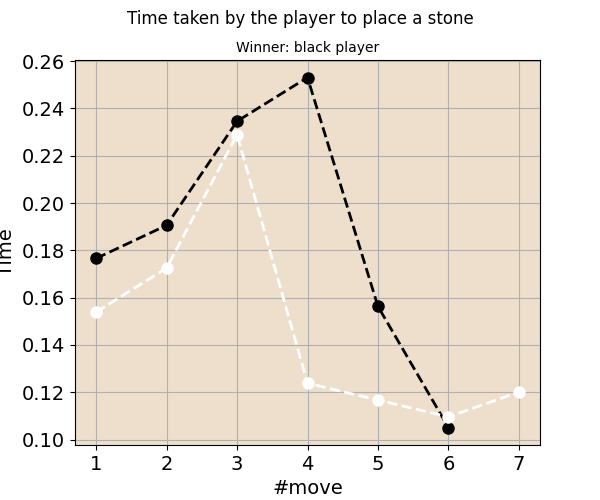 Time taken by the player to place a stone
Winner: black player
0.26
0.24
0.22
0.20
0.18
0.16
0.14
0.12
0.10
Time
1 2 3 4 5 6 7
#move